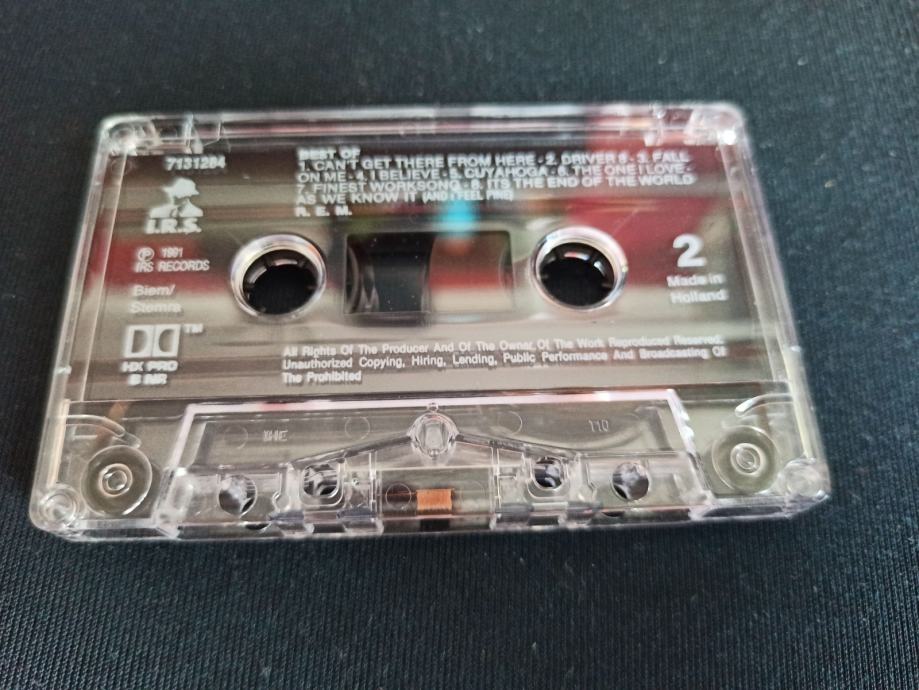 7131284
BEST OF
1. CAN'T GET THERE FROM HERE - 2. DRIVER 8 - 3. FALL
ON ME - 4. I BELIEVE - 5. CUYAHOGA - 6. THE ONE I LOVE -
7. FINEST WORKSONG - 8. ITS THE END OF THE WORLD
AS WE KNOW IT (AND I FEEL FINE)
R. E. M.
I.R.S.
℗ 1991
IRS RECORDS
Biem/
Stemra
2
Made in
Holland
TM
HX PRO
B NR
All Rights Of The Producer And Of The Owner Of The Work Reproduced Reserved.
Unauthorized Copying, Hiring, Lending, Public Performance And Broadcasting Of
The Prohibited
110